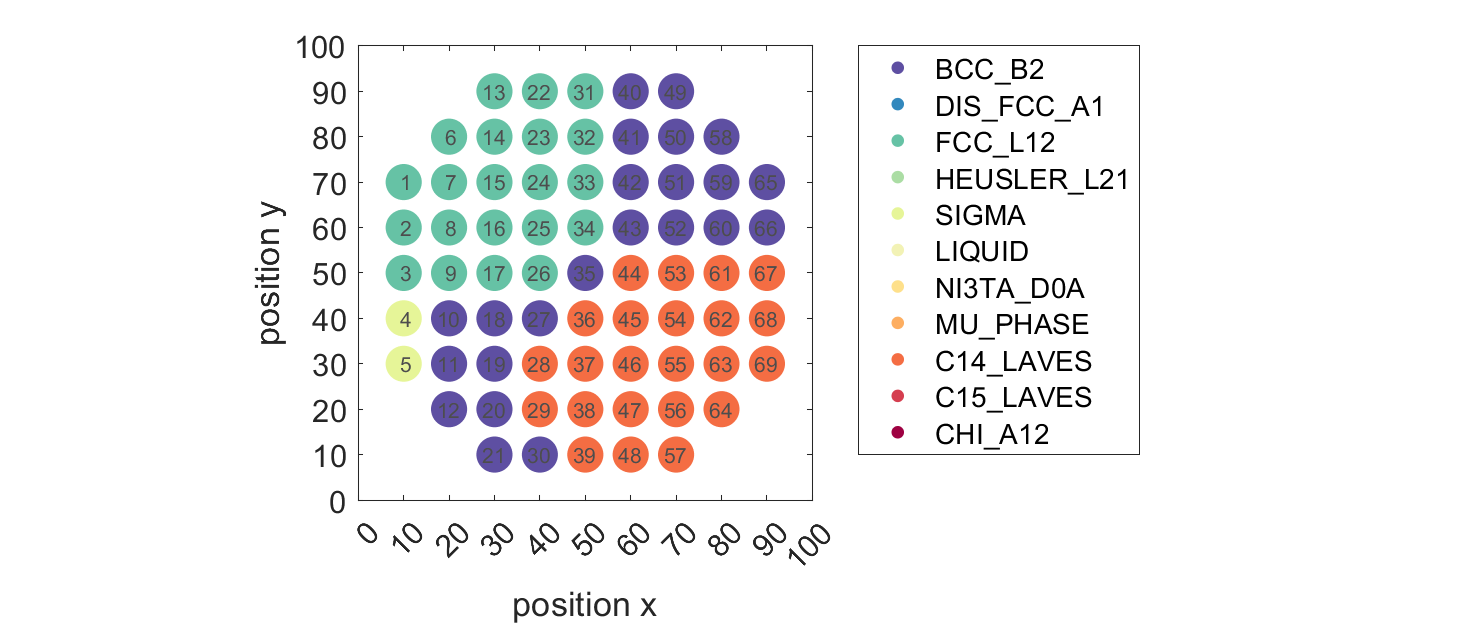 100
90
80
70
60
50
40
30
20
10
0
position y
13 22 31 40 49
6 14 23 32 41 50 58
1 7 15 24 33 42 51 59 65
2 8 16 25 34 43 52 60 66
3 9 17 26 35 44 53 61 67
4 10 18 27 36 45 54 62 68
5 11 19 28 37 46 55 63 69
12 20 29 38 47 56 64
21 30 39 48 57
0 10 20 30 40 50 60 70 80 90 100
position x
BCC_B2
DIS_FCC_A1
FCC_L12
HEUSLER_L21
SIGMA
LIQUID
NI3TA_D0A
MU_PHASE
C14_LAVES
C15_LAVES
CHI_A12